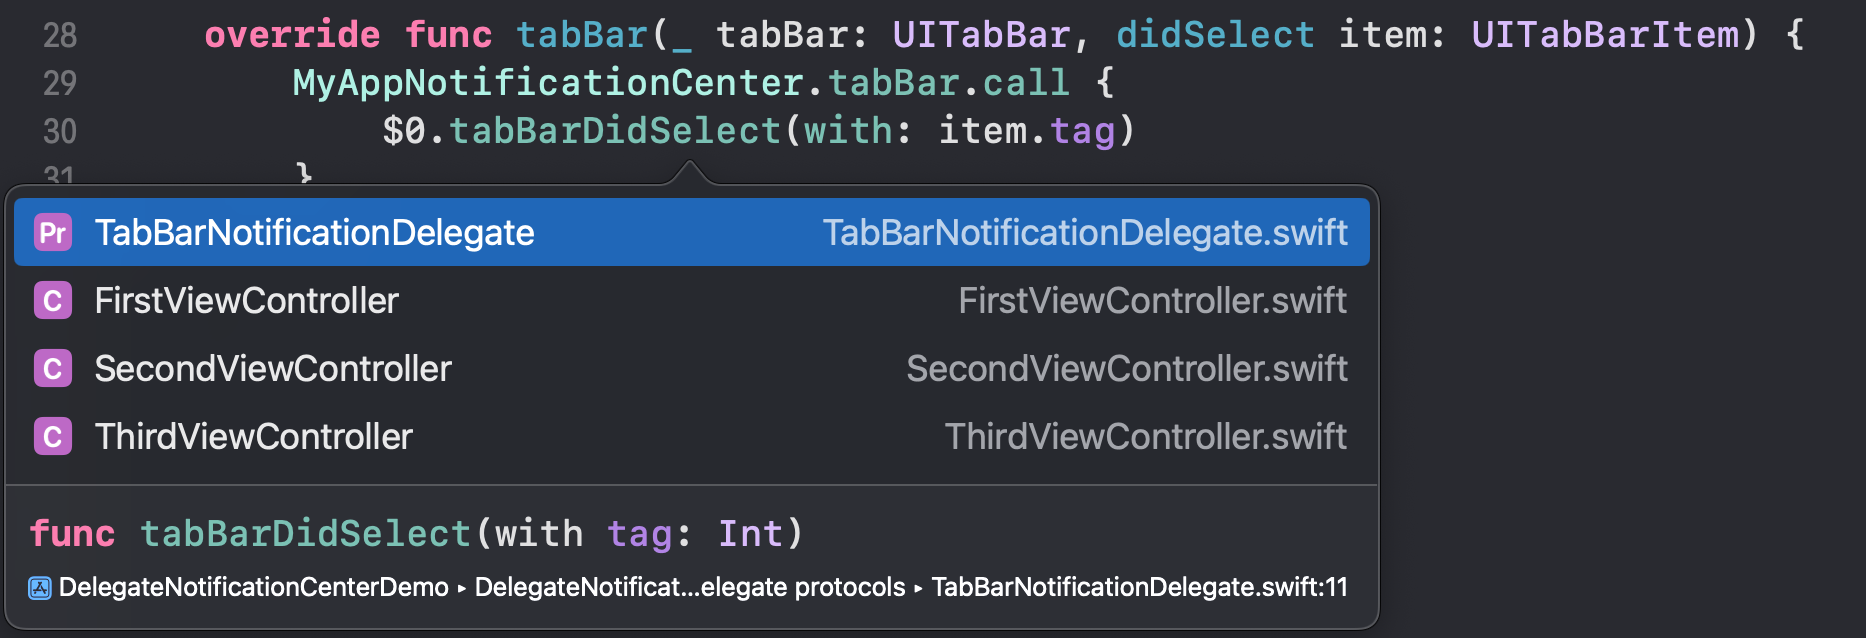 28 override func tabBar(_ tabBar: UITabBar, didSelect item: UITabBarItem) {
29 MyAppNotificationCenter.tabBar.call {
30 $0.tabBarDidSelect(with: item.tag)
31 }
Pr TabBarNotificationDelegate TabBarNotificationDelegate.swift
C FirstViewController FirstViewController.swift
C SecondViewController SecondViewController.swift
C ThirdViewController ThirdViewController.swift
func tabBarDidSelect(with tag: Int)
DelegateNotificationCenterDemo ▸ DelegateNotificat...elegate protocols ▸ TabBarNotificationDelegate.swift:11